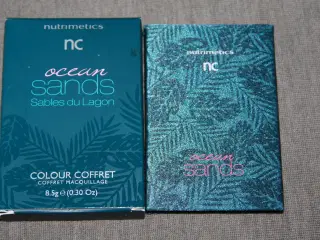 nutrimetics
nc
ocean
sands
Sables du Lagon
COLOUR COFFRET
COFFRET MAQUILLAGE
8.5g e (0.30 Oz)
nutrimetics
nc
ocean
sands